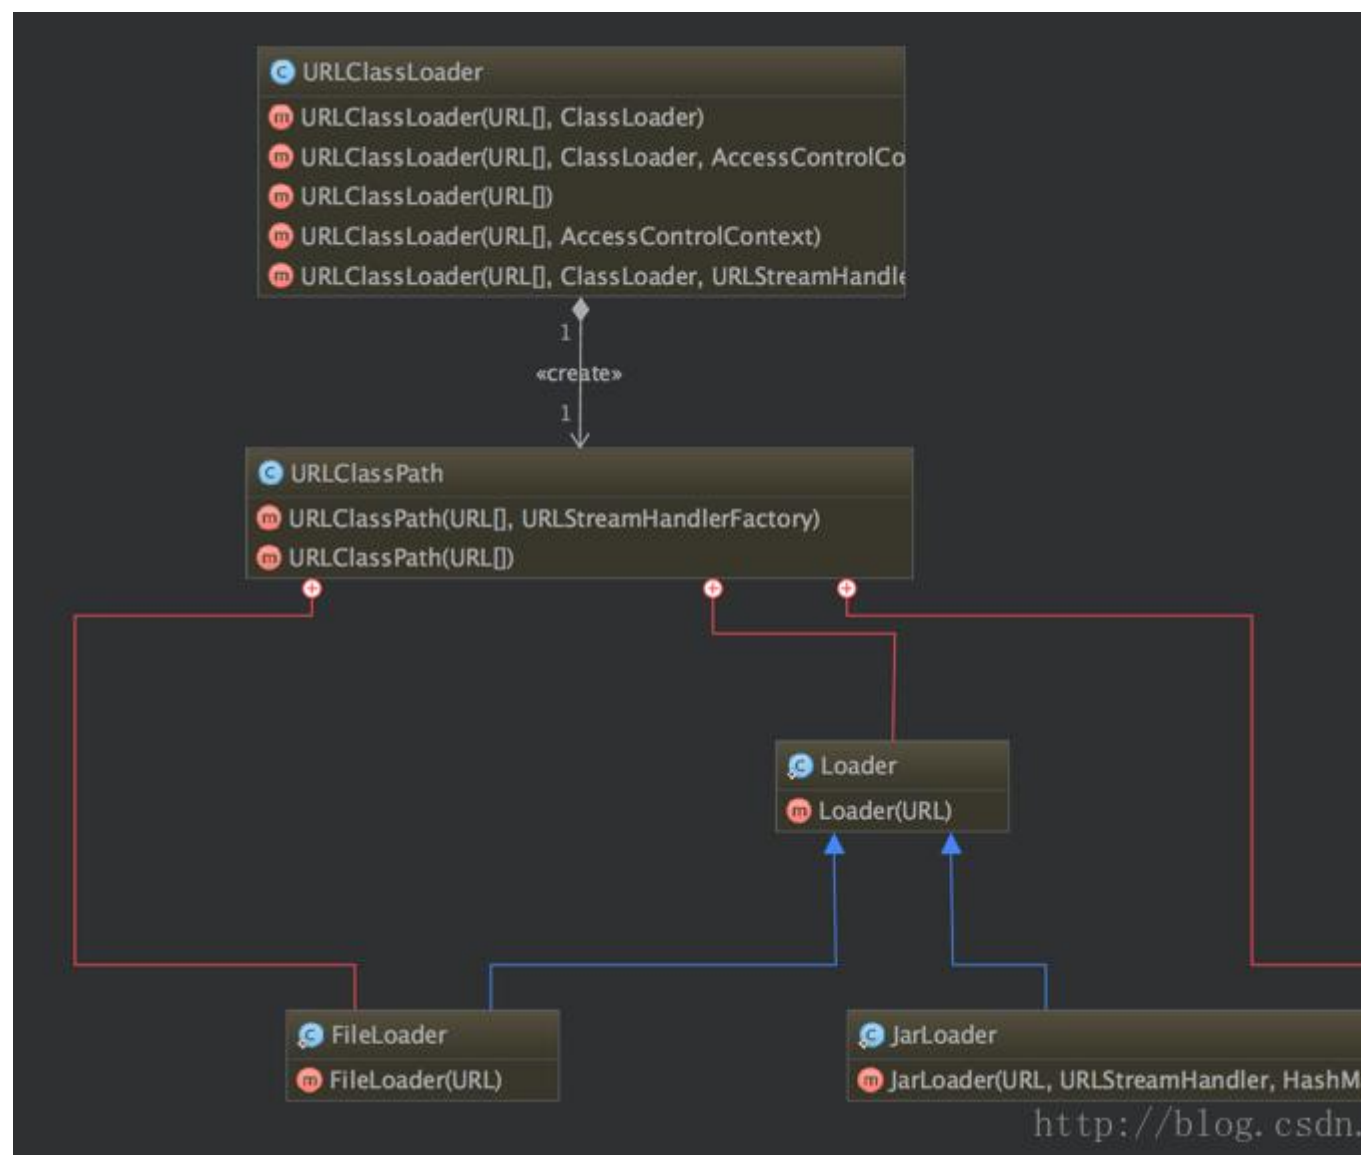 URLClassLoader
URLClassLoader(URL[], ClassLoader)
URLClassLoader(URL[], ClassLoader, AccessControlCo
URLClassLoader(URL[])
URLClassLoader(URL[], AccessControlContext)
URLClassLoader(URL[], ClassLoader, URLStreamHandle
1
«create»
1
URLClassPath
URLClassPath(URL[], URLStreamHandlerFactory)
URLClassPath(URL[])
Loader
Loader(URL)
FileLoader
FileLoader(URL)
JarLoader
JarLoader(URL, URLStreamHandler, HashM
http://blog.csdn.